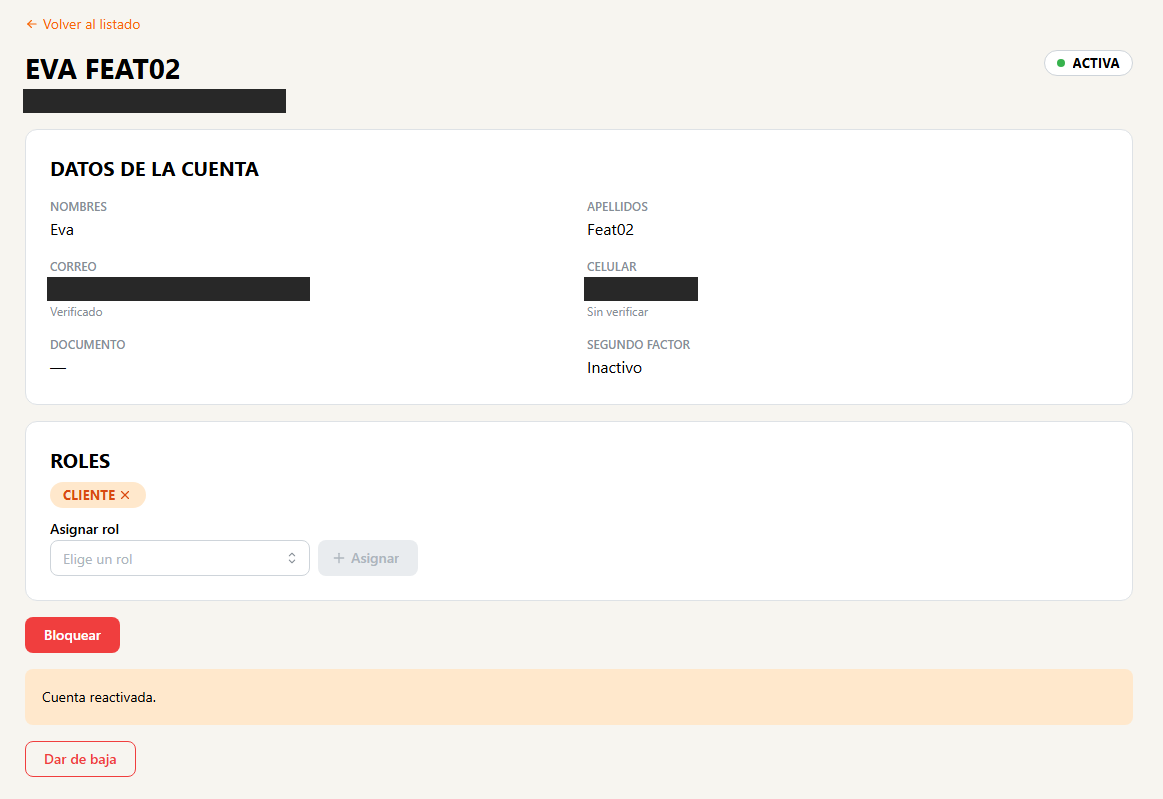 ← Volver al listado
EVA FEAT02
ACTIVA
DATOS DE LA CUENTA
NOMBRES
Eva
APELLIDOS
Feat02
CORREO
Verificado
CELULAR
Sin verificar
DOCUMENTO
—
SEGUNDO FACTOR
Inactivo
ROLES
CLIENTE ×
Asignar rol
Elige un rol
+ Asignar
Bloquear
Cuenta reactivada.
Dar de baja